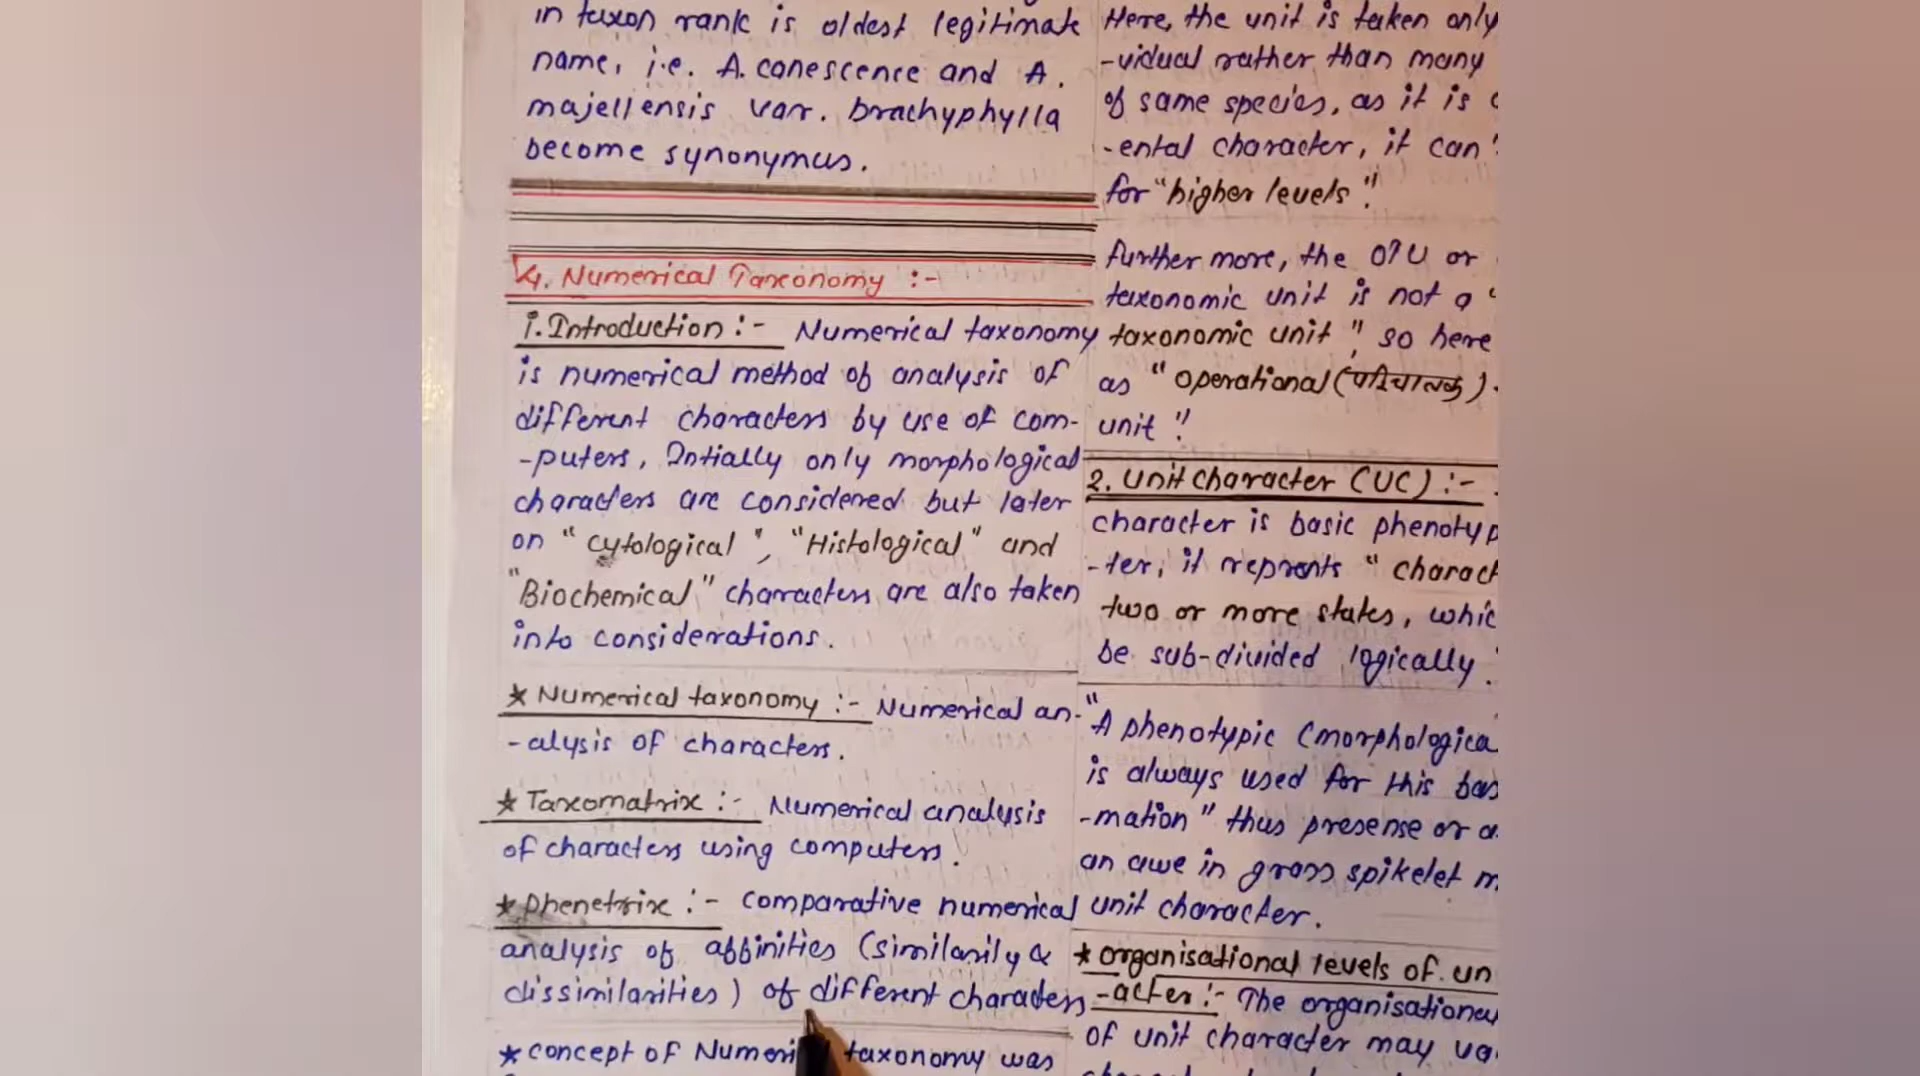 in taxon rank is oldest legitimate
name, i.e. A. canescence and A.
majellensis var. brachyphylla
become synonymus.
4. Numerical Taxonomy :-
i. Introduction :- Numerical taxonomy
is numerical method of analysis of
different characters by use of com-
-puters, Intially only morphological
characters are considered but later
on "cytological", "Histological" and
"Biochemical" characters are also taken
into considerations.
* Numerical taxonomy :- Numerical an-
-alysis of characters.
* Taxomatrix :- Numerical analysis
of characters using computers.
* Phenetrix :- comparative numerical
analysis of affinities (similarily &
dissimilarities) of different characters
* concept of Numeri taxonomy was
Here, the unit is taken only
-vidual rather than many
of same species, as it is
-ental character, it can
for "higher levels"
further more, the OTU or
taxonomic unit is not a "
taxonomic unit", so here
as "operational (परिचालक)
unit"
2. Unit character (UC) :-
character is basic phenotyp
-ter, it reprents "charact
two or more states, whic
be sub-divided logically.
"A phenotypic (morphologica
is always used for this bas
-mation" thus presense or a
an awe in grass spikelet
unit character.
* organisational levels of un
-acter :- The organisationa
of unit character may va